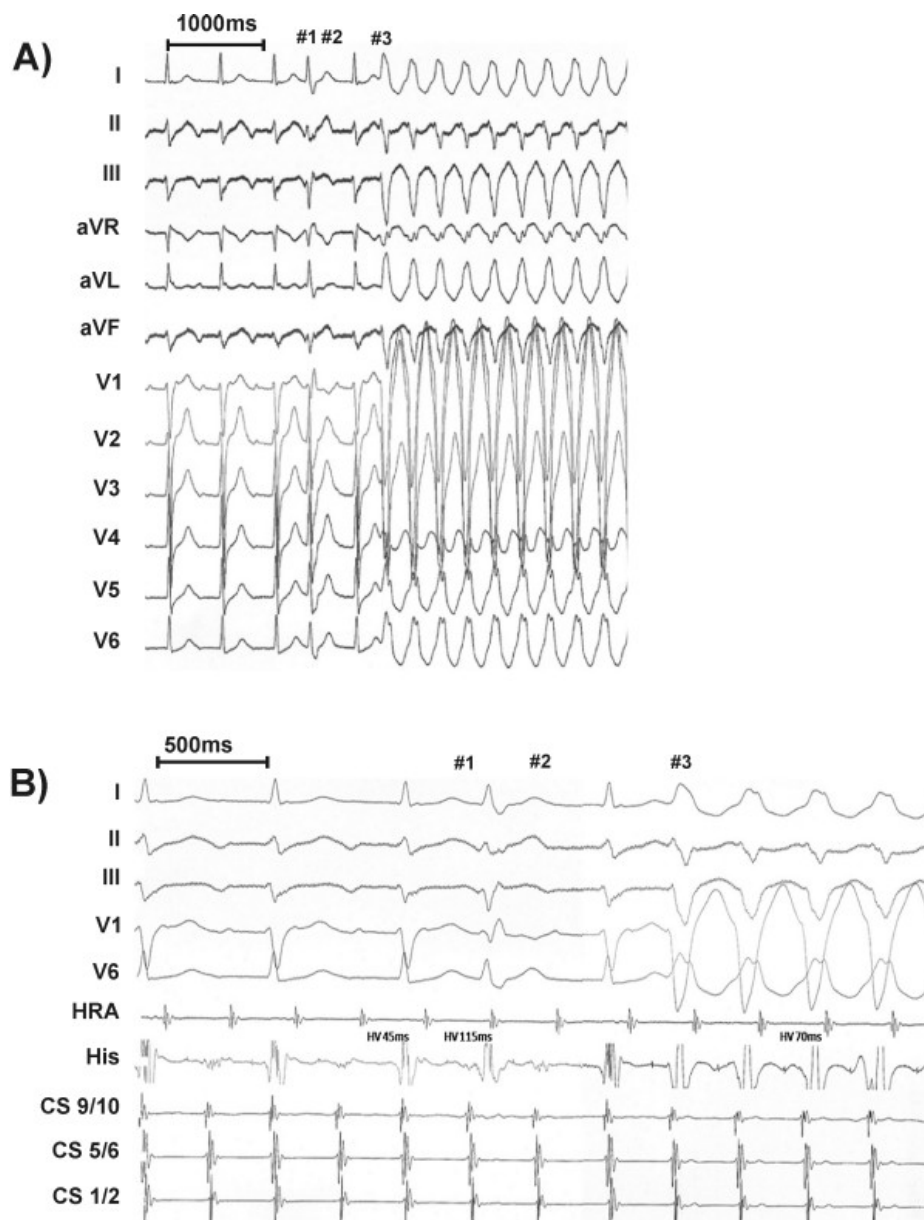 1000ms
#1 #2 #3
A)
I
II
III
aVR
aVL
aVF
V1
V2
V3
V4
V5
V6
500ms
#1 #2 #3
B)
I
II
III
V1
V6
HRA
HV45ms HV115ms HV70ms
His
CS 9/10
CS 5/6
CS 1/2